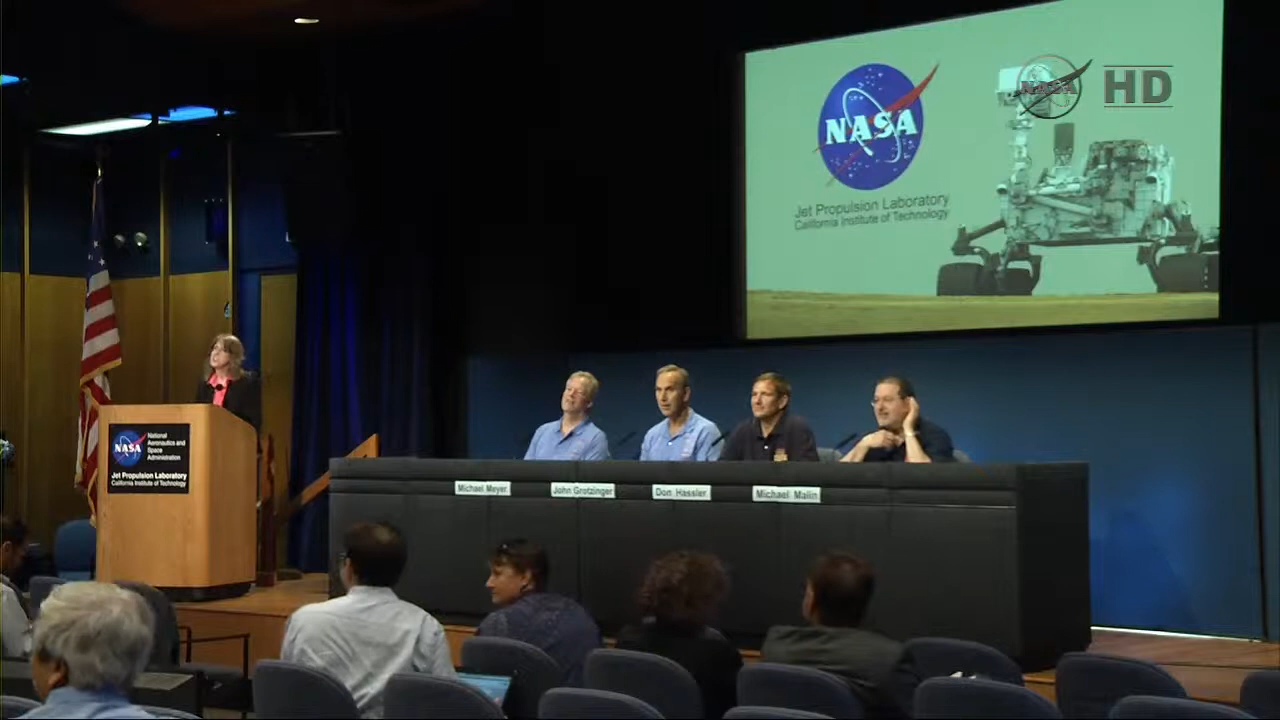 NASA
Jet Propulsion Laboratory
California Institute of Technology
NASA
HD
NASA
National
Aeronautics and
Space
Administration
Jet Propulsion Laboratory
California Institute of Technology
Michael Meyer
John Grotzinger
Don Hassler
Michael Malin